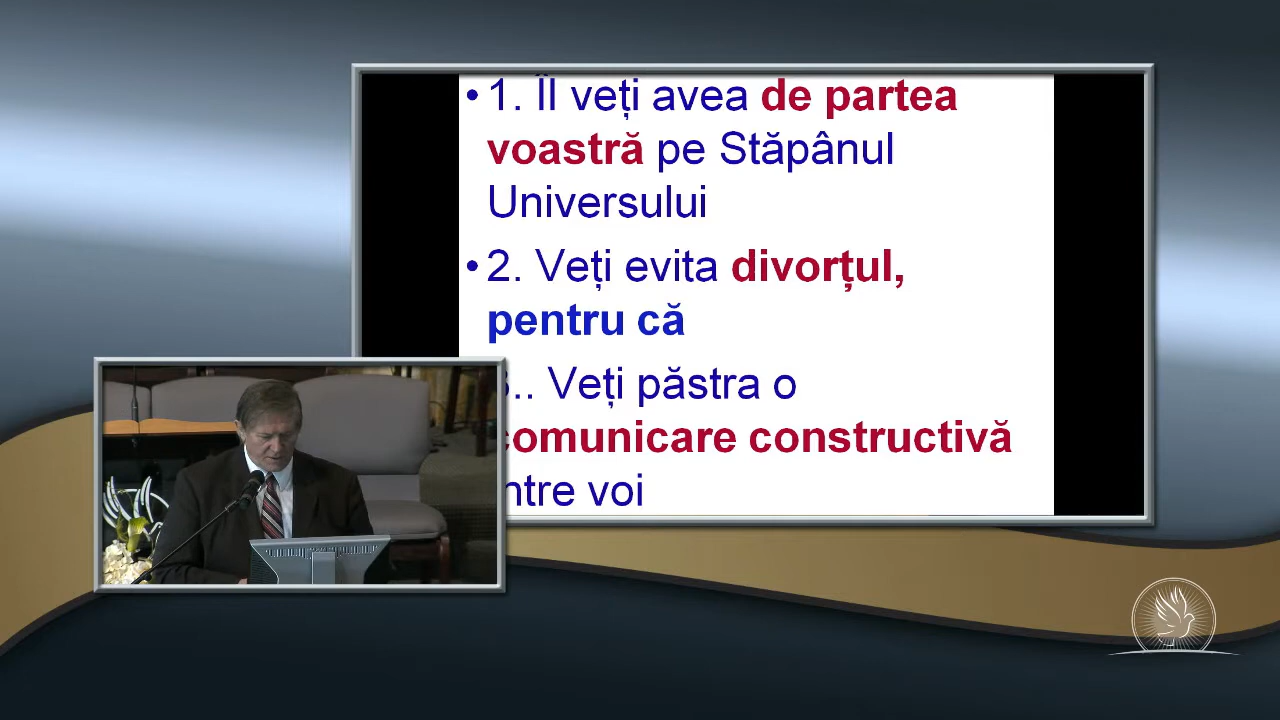 • 1. Îl veți avea de partea
voastră pe Stăpânul
Universului
• 2. Veți evita divorțul,
pentru că
3.. Veți păstra o
comunicare constructivă
ntre voi